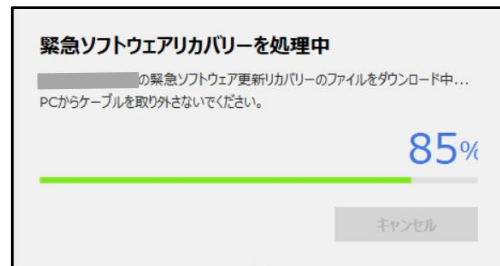 緊急ソフトウェアリカバリーを処理中
の緊急ソフトウェア更新リカバリーのファイルをダウンロード中...
PCからケーブルを取り外さないでください。
85%
キャンセル